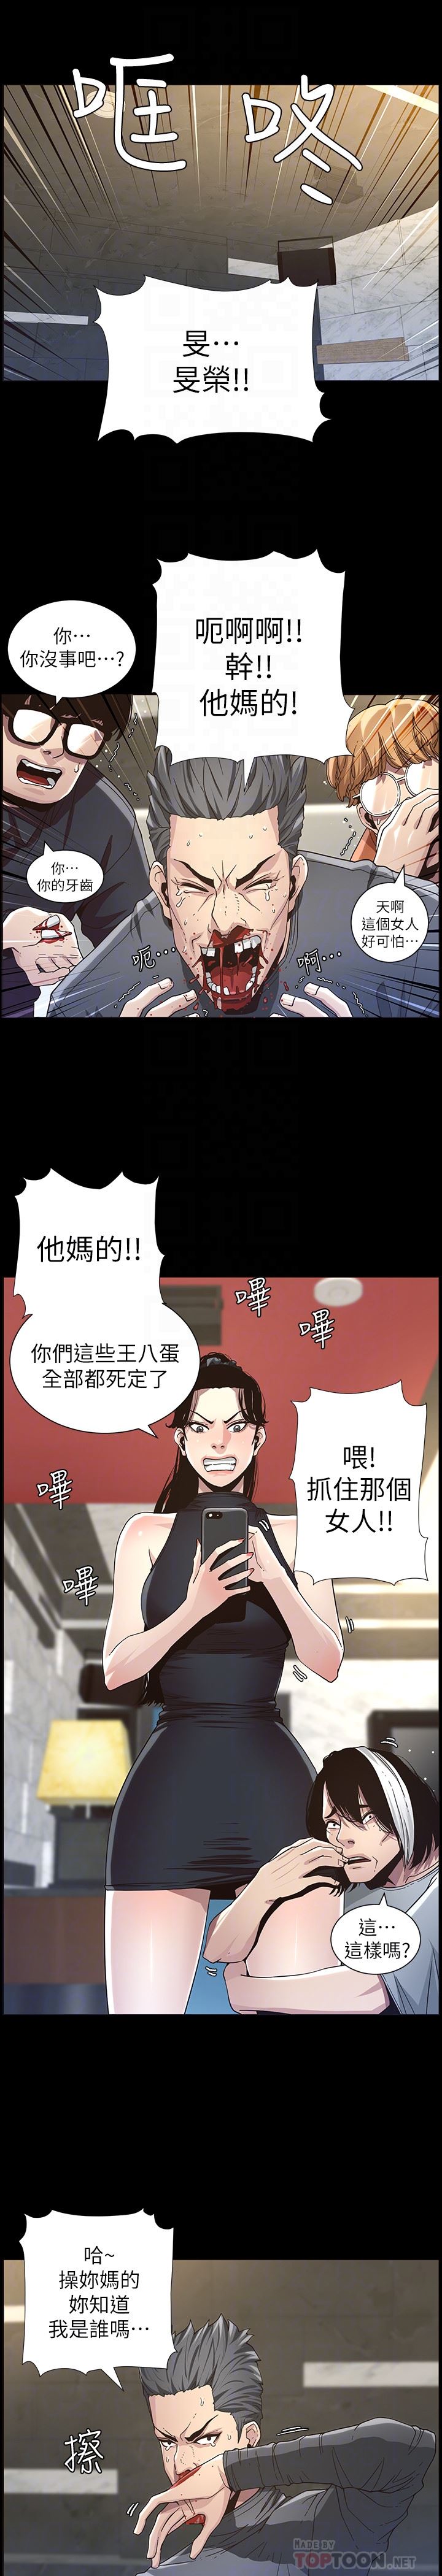 哐 咚
旻⋯
旻榮!!
你⋯
你沒事吧⋯?
呃啊啊!!
幹!!
他媽的!
你⋯
你的牙齒
天啊
這個女人
好可怕⋯
呃⋯
啊⋯
他媽的!!
嗶
嗶
你們這些王八蛋
全部都死定了
喂!
抓住那個
女人!!
嗶
嗶
這⋯
這樣嗎?
哈~
操妳媽的
妳知道
我是誰嗎⋯
擦
MADE BY
TOPTOON.NET